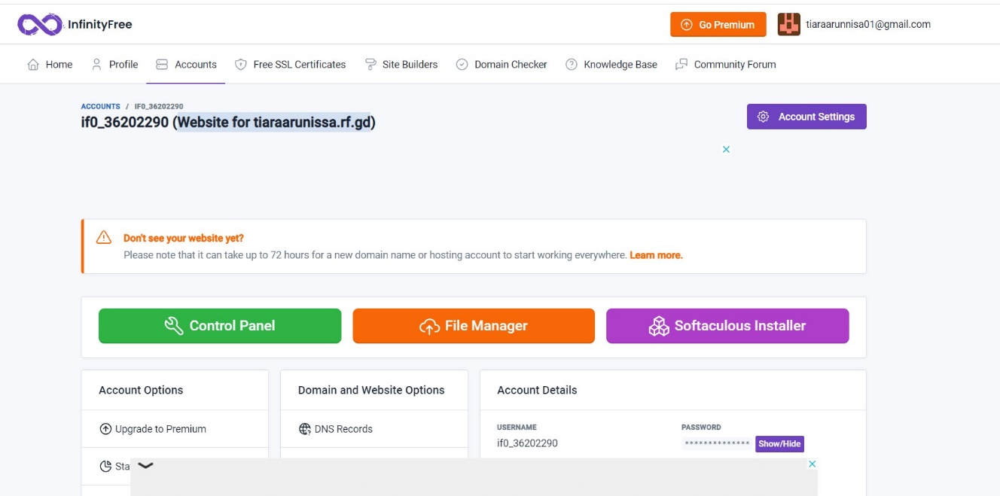 InfinityFree
Go Premium
tiaraarunnisa01@gmail.com
Home Profile Accounts Free SSL Certificates Site Builders Domain Checker Knowledge Base Community Forum
ACCOUNTS / IF0_36202290
if0_36202290 (Website for tiaraarunissa.rf.gd)
Account Settings
Don't see your website yet?
Please note that it can take up to 72 hours for a new domain name or hosting account to start working everywhere. Learn more.
Control Panel File Manager Softaculous Installer
Account Options
Upgrade to Premium
Sta
Domain and Website Options
DNS Records
Account Details
USERNAME PASSWORD
if0_36202290 ************** Show/Hide